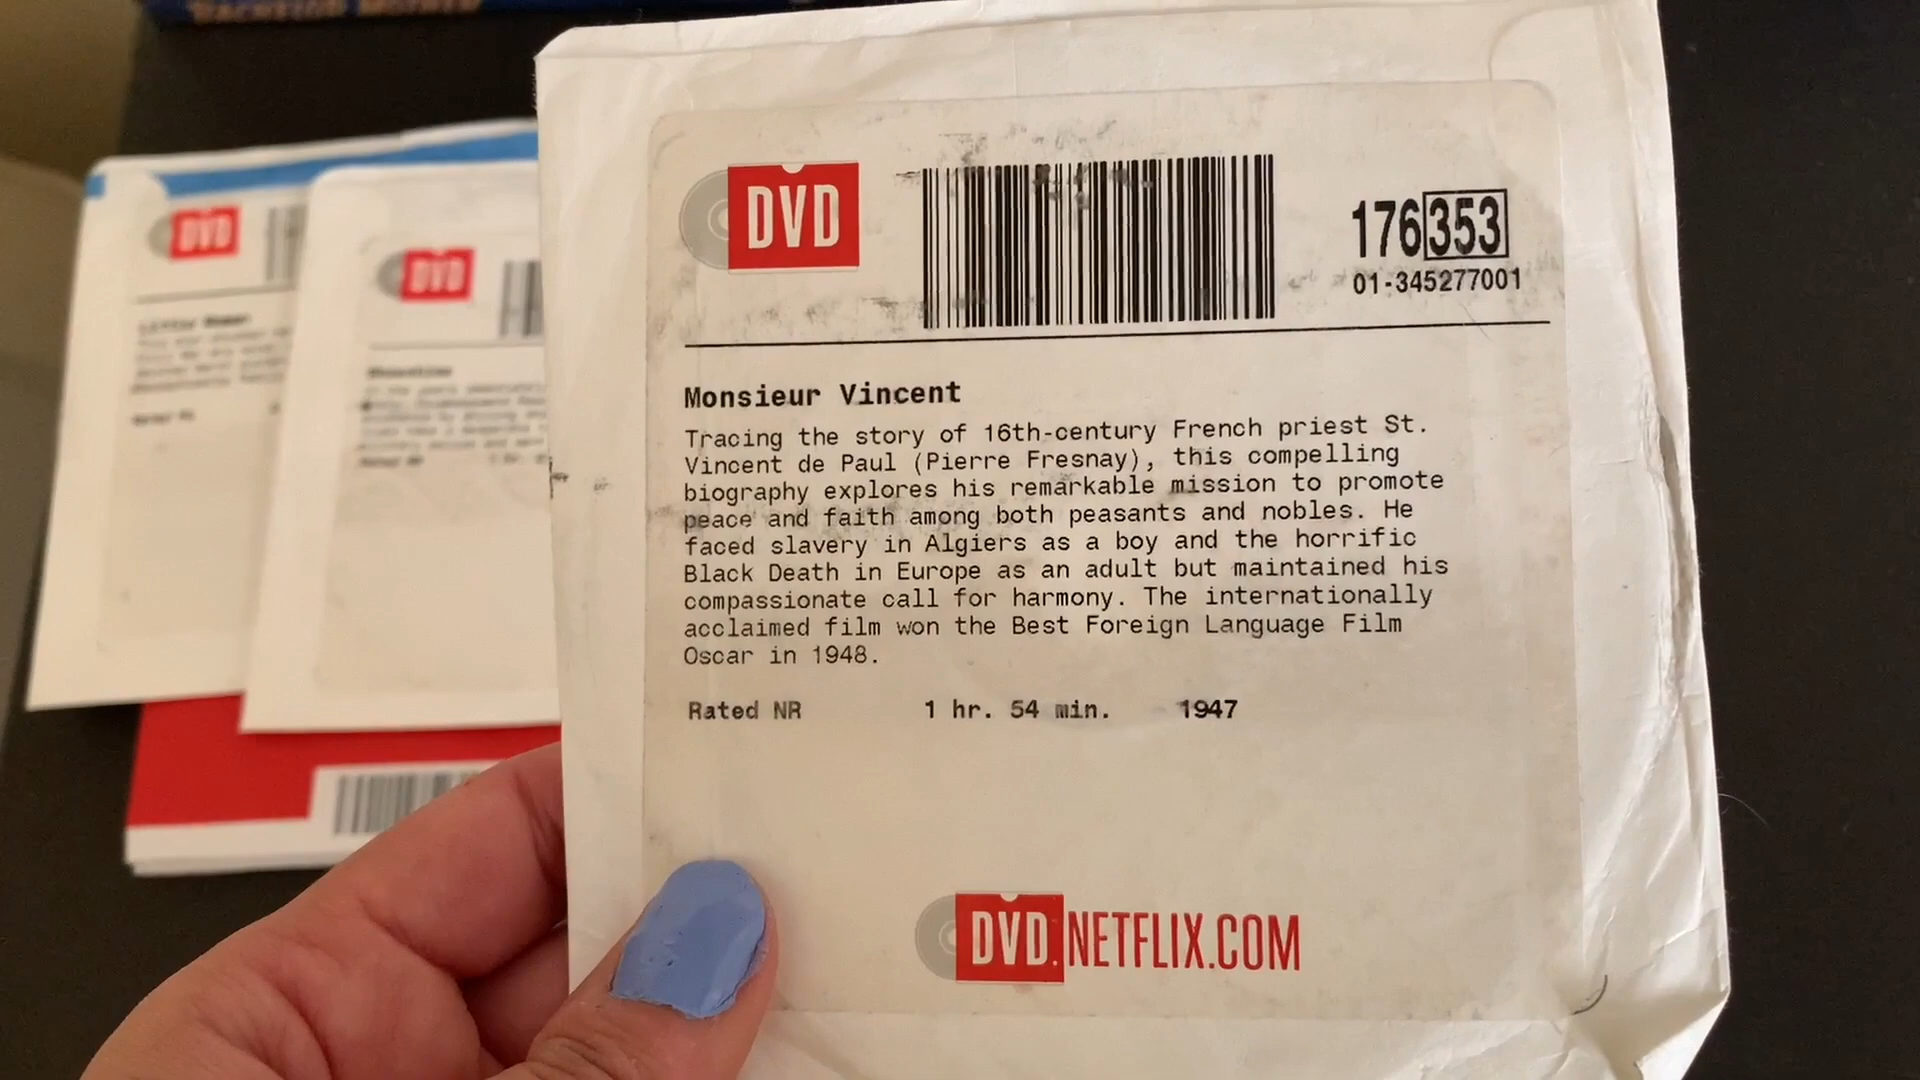 BACHELOR MOTHER
DVD
DVD
DVD
176353
01-345277001
Monsieur Vincent
Tracing the story of 16th-century French priest St.
Vincent de Paul (Pierre Fresnay), this compelling
biography explores his remarkable mission to promote
peace and faith among both peasants and nobles. He
faced slavery in Algiers as a boy and the horrific
Black Death in Europe as an adult but maintained his
compassionate call for harmony. The internationally
acclaimed film won the Best Foreign Language Film
Oscar in 1948.
Rated NR 1 hr. 54 min. 1947
DVD.NETFLIX.COM